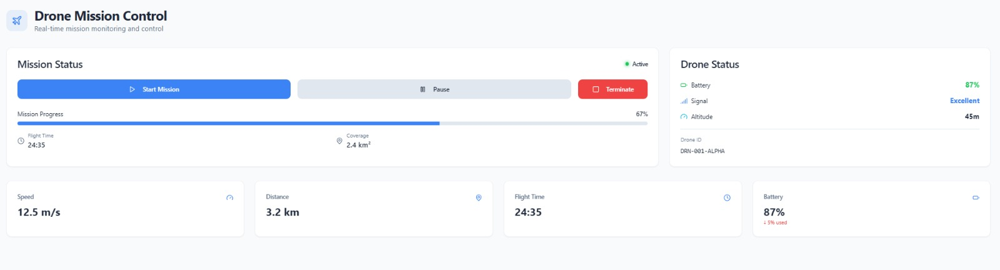 Drone Mission Control
Real-time mission monitoring and control
Mission Status
Active
Start Mission
Pause
Terminate
Mission Progress
67%
Flight Time
24:35
Coverage
2.4 km²
Drone Status
Battery
87%
Signal
Excellent
Altitude
45m
Drone ID
DRN-001-ALPHA
Speed
12.5 m/s
Distance
3.2 km
Flight Time
24:35
Battery
87%
↓ 5% used